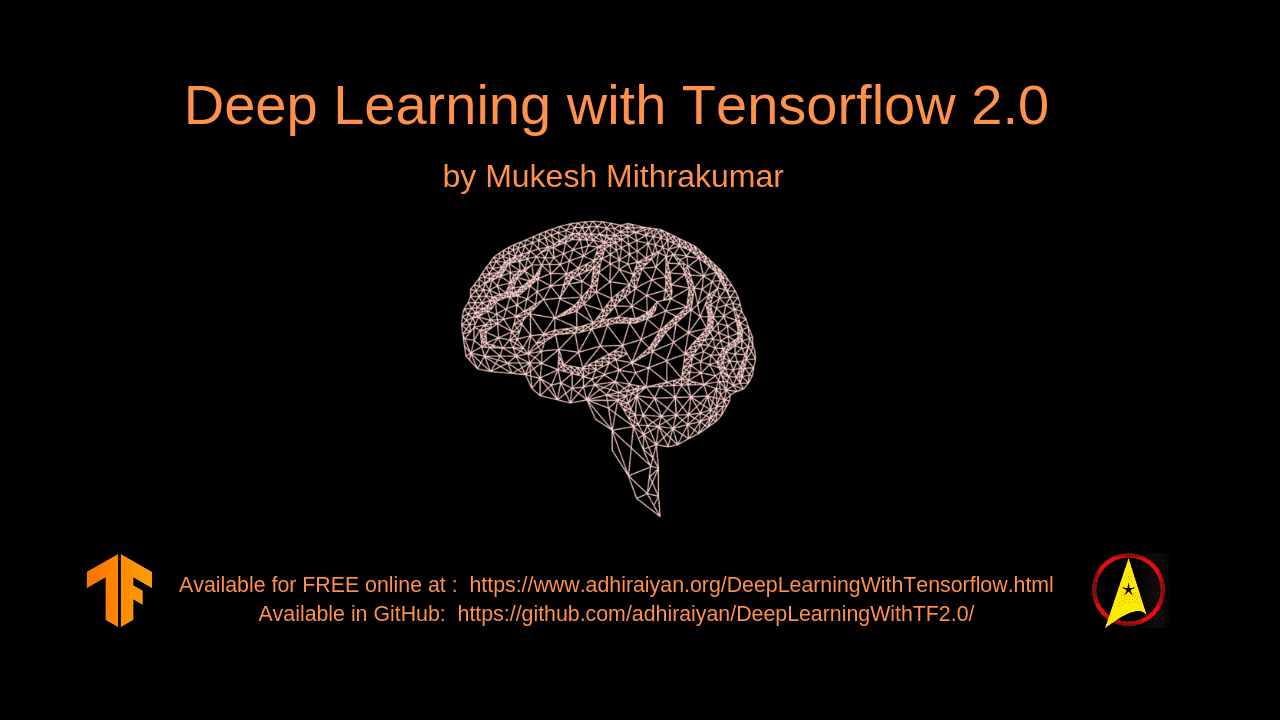 Deep Learning with Tensorflow 2.0
by Mukesh Mithrakumar
Available for FREE online at :  https://www.adhiraiyan.org/DeepLearningWithTensorflow.html
Available in GitHub:  https://github.com/adhiraiyan/DeepLearningWithTF2.0/